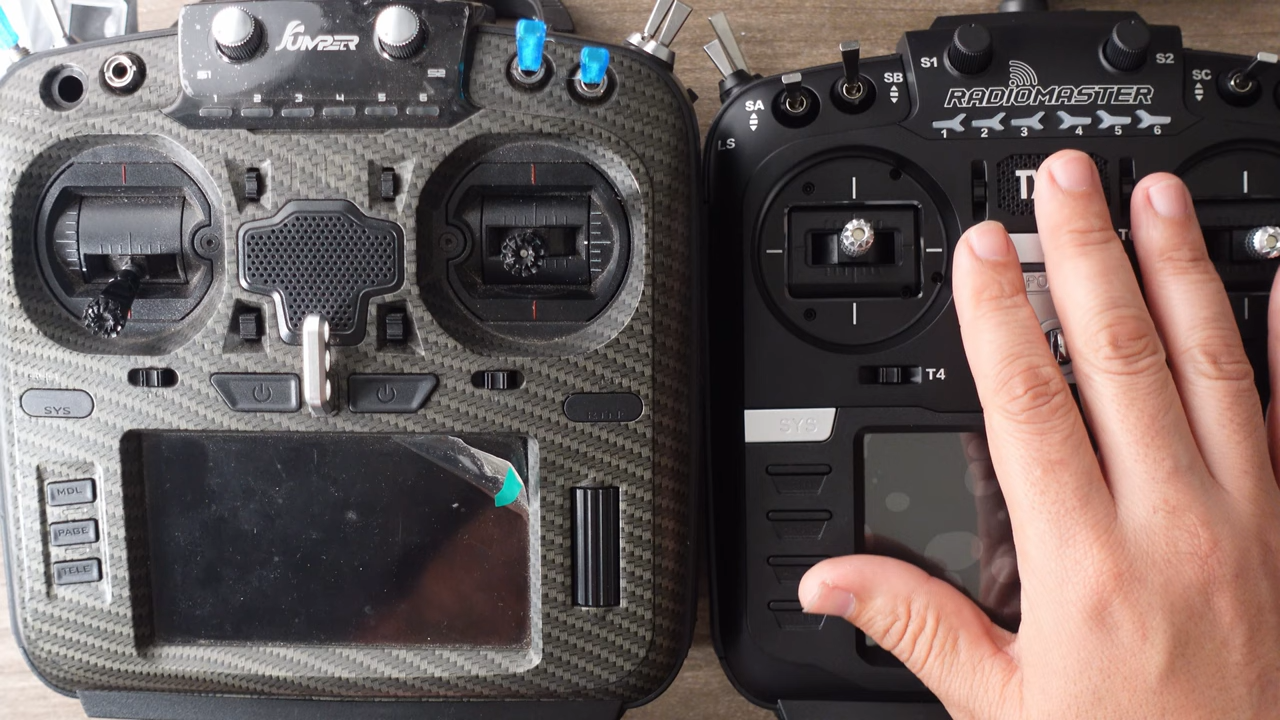 JUMPER
S1
1 2 3 4 5 6
SYS
MDL
PAGE
TELE
S1
S2
RADIOMASTER
1 2 3 4 5 6
SA
SB
SC
LS
T4
SYS